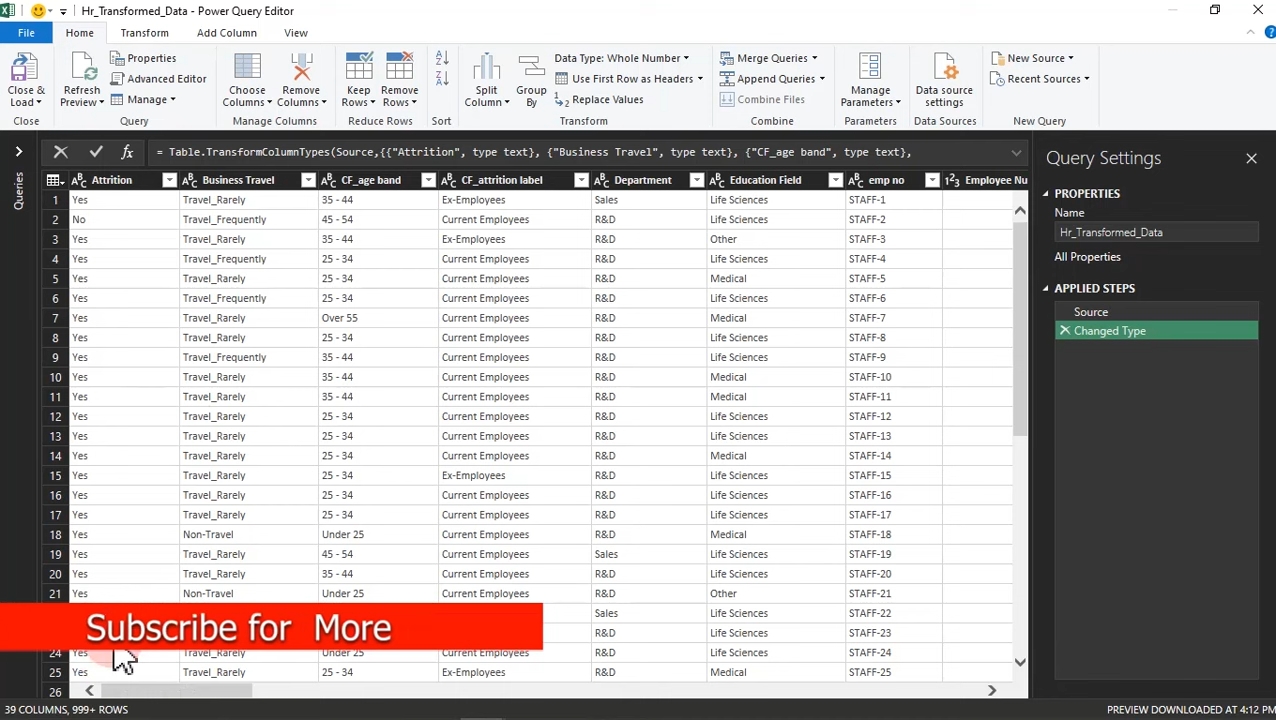 Hr_Transformed_Data - Power Query Editor
File Home Transform Add Column View
Close & Load
Close
Refresh Preview
Properties
Advanced Editor
Manage
Query
Choose Columns
Remove Columns
Manage Columns
Keep Rows
Remove Rows
Reduce Rows
Sort
Split Column
Group By
Data Type: Whole Number
Use First Row as Headers
Replace Values
Transform
Merge Queries
Append Queries
Combine Files
Combine
Manage Parameters
Parameters
Data source settings
Data Sources
New Source
Recent Sources
New Query
Queries
= Table.TransformColumnTypes(Source,{{"Attrition", type text}, {"Business Travel", type text}, {"CF_age band", type text},
Attrition Business Travel CF_age band CF_attrition label Department Education Field emp no Employee Nu
1 Yes Travel_Rarely 35 - 44 Ex-Employees Sales Life Sciences STAFF-1
2 No Travel_Frequently 45 - 54 Current Employees R&D Life Sciences STAFF-2
3 Yes Travel_Rarely 35 - 44 Ex-Employees R&D Other STAFF-3
4 Yes Travel_Frequently 25 - 34 Current Employees R&D Life Sciences STAFF-4
5 Yes Travel_Rarely 25 - 34 Current Employees R&D Medical STAFF-5
6 Yes Travel_Frequently 25 - 34 Current Employees R&D Life Sciences STAFF-6
7 Yes Travel_Rarely Over 55 Current Employees R&D Medical STAFF-7
8 Yes Travel_Rarely 25 - 34 Current Employees R&D Life Sciences STAFF-8
9 Yes Travel_Frequently 35 - 44 Current Employees R&D Life Sciences STAFF-9
10 Yes Travel_Rarely 35 - 44 Current Employees R&D Medical STAFF-10
11 Yes Travel_Rarely 35 - 44 Current Employees R&D Medical STAFF-11
12 Yes Travel_Rarely 25 - 34 Current Employees R&D Life Sciences STAFF-12
13 Yes Travel_Rarely 25 - 34 Current Employees R&D Life Sciences STAFF-13
14 Yes Travel_Rarely 25 - 34 Current Employees R&D Medical STAFF-14
15 Yes Travel_Rarely 25 - 34 Ex-Employees R&D Life Sciences STAFF-15
16 Yes Travel_Rarely 25 - 34 Current Employees R&D Life Sciences STAFF-16
17 Yes Travel_Rarely 25 - 34 Current Employees R&D Life Sciences STAFF-17
18 Yes Non-Travel Under 25 Current Employees R&D Medical STAFF-18
19 Yes Travel_Rarely 45 - 54 Current Employees Sales Life Sciences STAFF-19
20 Yes Travel_Rarely 35 - 44 Current Employees R&D Life Sciences STAFF-20
21 Yes Non-Travel Under 25 Current Employees R&D Other STAFF-21
Sales Life Sciences STAFF-22
R&D Life Sciences STAFF-23
24 Yes Travel_Rarely Under 25 Current Employees R&D Life Sciences STAFF-24
25 Yes Travel_Rarely 25 - 34 Ex-Employees R&D Medical STAFF-25
26
Subscribe for More
Query Settings
PROPERTIES
Name
Hr_Transformed_Data
All Properties
APPLIED STEPS
Source
Changed Type
39 COLUMNS, 999+ ROWS
PREVIEW DOWNLOADED AT 4:12 P